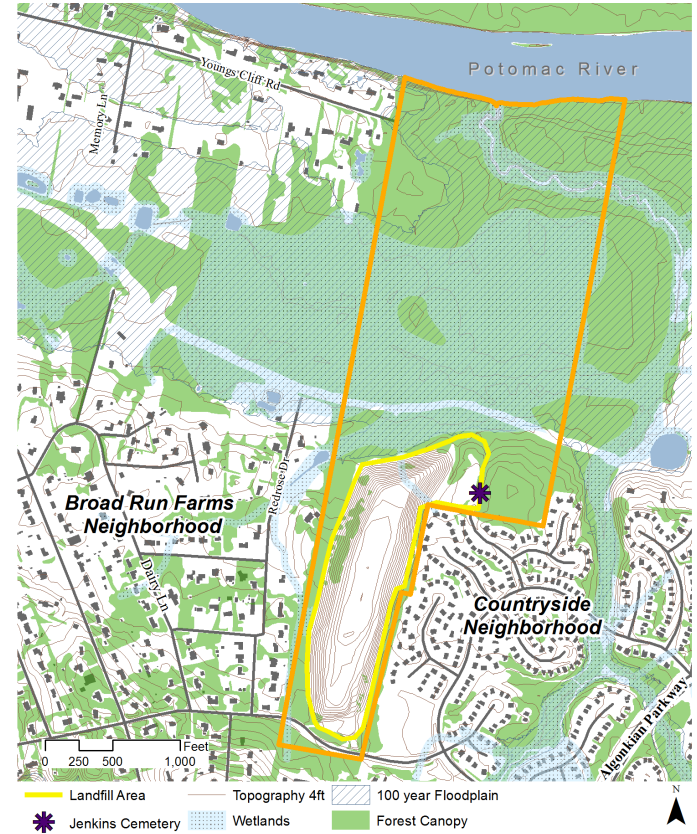 Potomac River
Youngs Cliff Rd
Memory Ln
Redrose Dr
Broad Run Farms
Neighborhood
Dairy Ln
Countryside
Neighborhood
Algonkian Parkway
Feet
0 250 500 1,000
N
Landfill Area
Topography 4ft
100 year Floodplain
Jenkins Cemetery
Wetlands
Forest Canopy